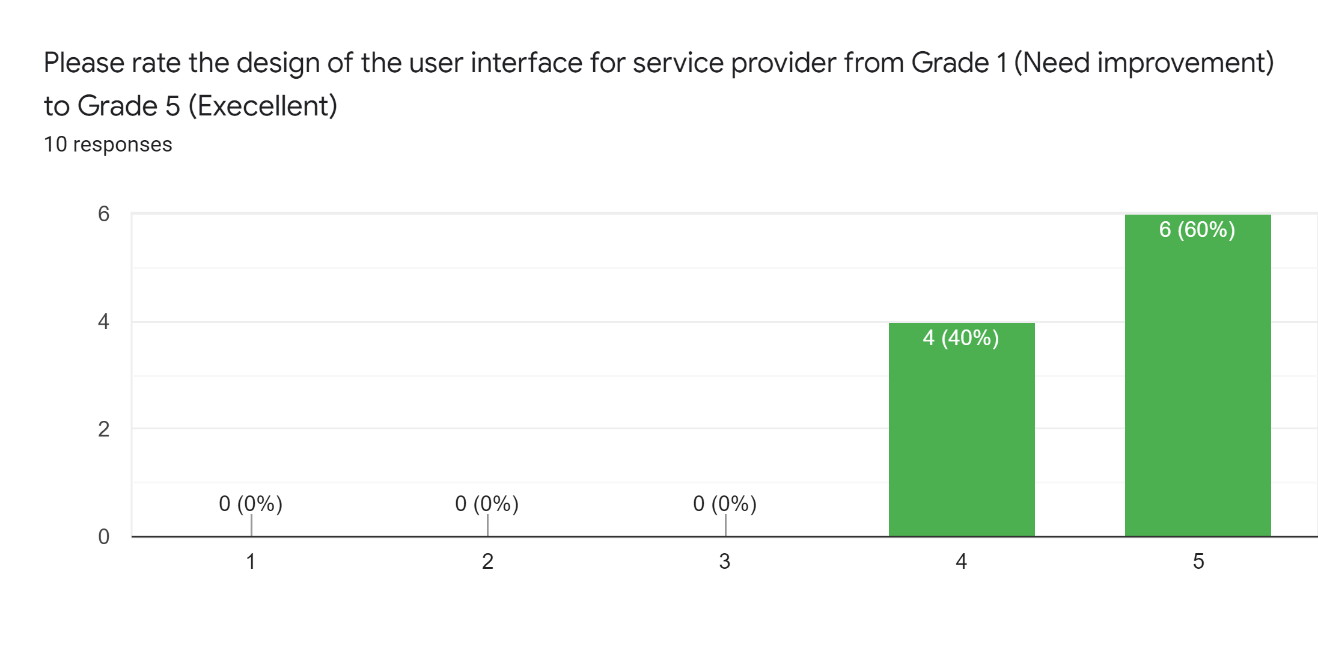 Please rate the design of the user interface for service provider from Grade 1 (Need improvement)
to Grade 5 (Execellent)
10 responses
6
6 (60%)
4
4 (40%)
2
0 (0%) 0 (0%) 0 (0%)
0
1 2 3 4 5